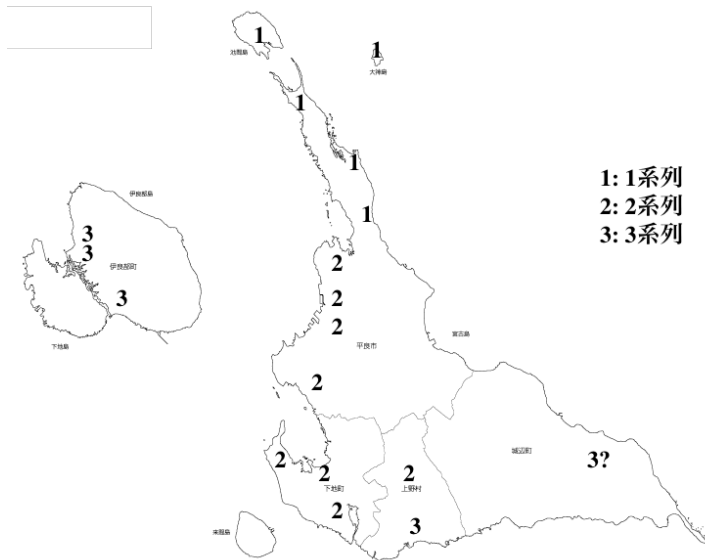 1
池間島
1
大神島
1
1
1: 1系列
2: 2系列
3: 3系列
伊良部島
1
3
3
伊良部町
2
3
2
2
宮古島
平良市
下地島
2
城辺町
3?
2
2
2
下地町
上野村
2
3
来間島